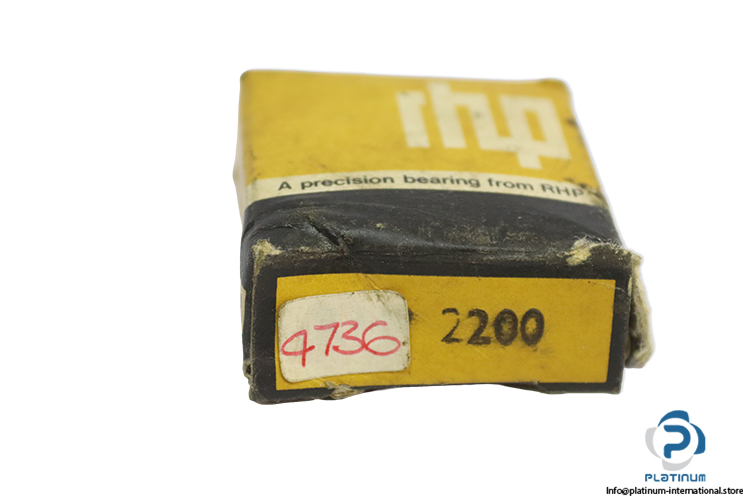 rhp
A precision bearing from RHP
4736
2200
PLATINUM
Info@platinum-international.store